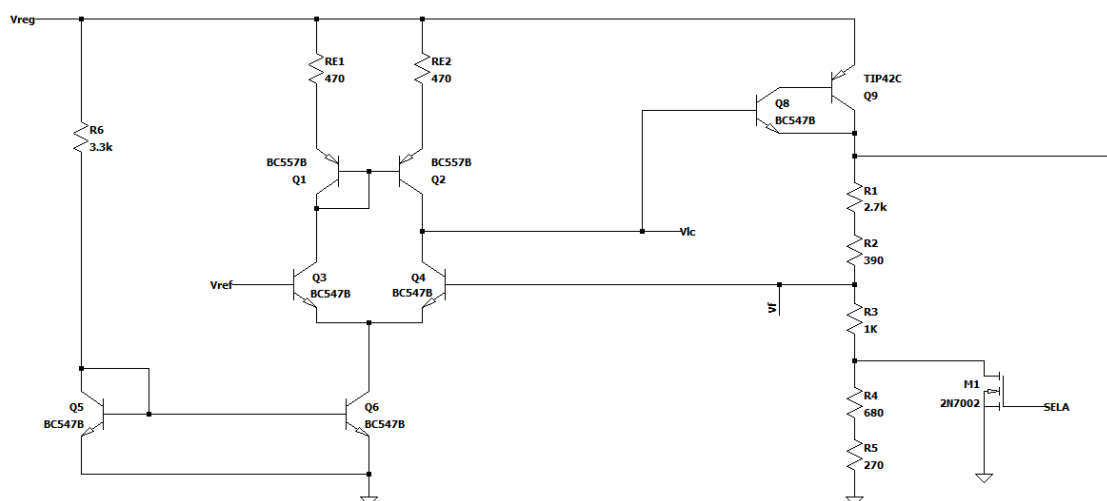 Vreg
RE1
470
RE2
470
TIP42C
Q9
Q8
BC547B
R6
3.3k
BC557B
Q1
BC557B
Q2
R1
2.7k
Vlc
R2
390
Q3
BC547B
Q4
BC547B
Vref
Vf
R3
1K
M1
2N7002
SELA
R4
680
Q5
BC547B
Q6
BC547B
R5
270